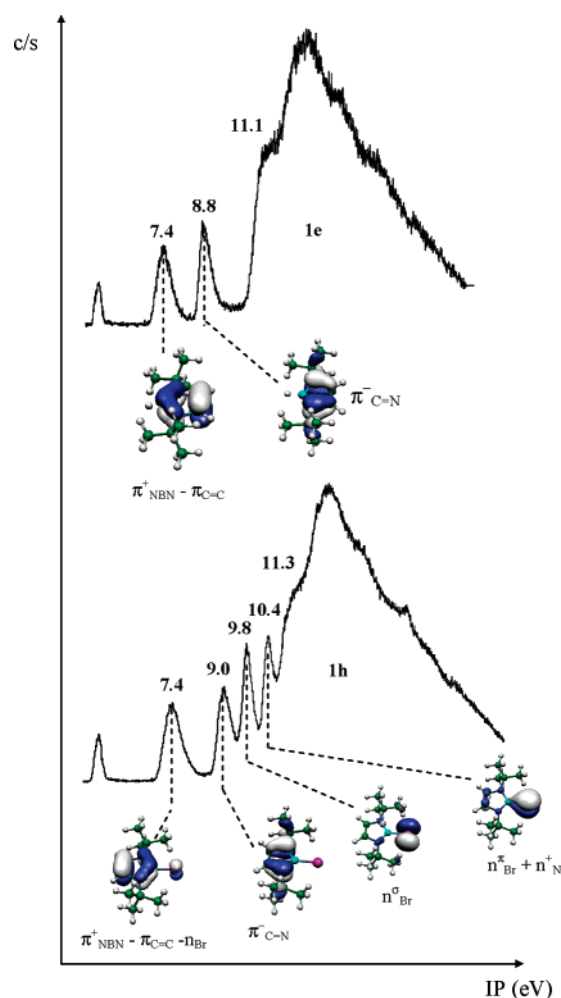 c/s
11.1
8.8
7.4
1e
π⁻C=N
π⁺NBN - πC=C
11.3
10.4
9.8
9.0
7.4
1h
nσBr
nπBr + n⁺N
π⁺NBN - πC=C -nBr
π⁻C=N
IP (eV)